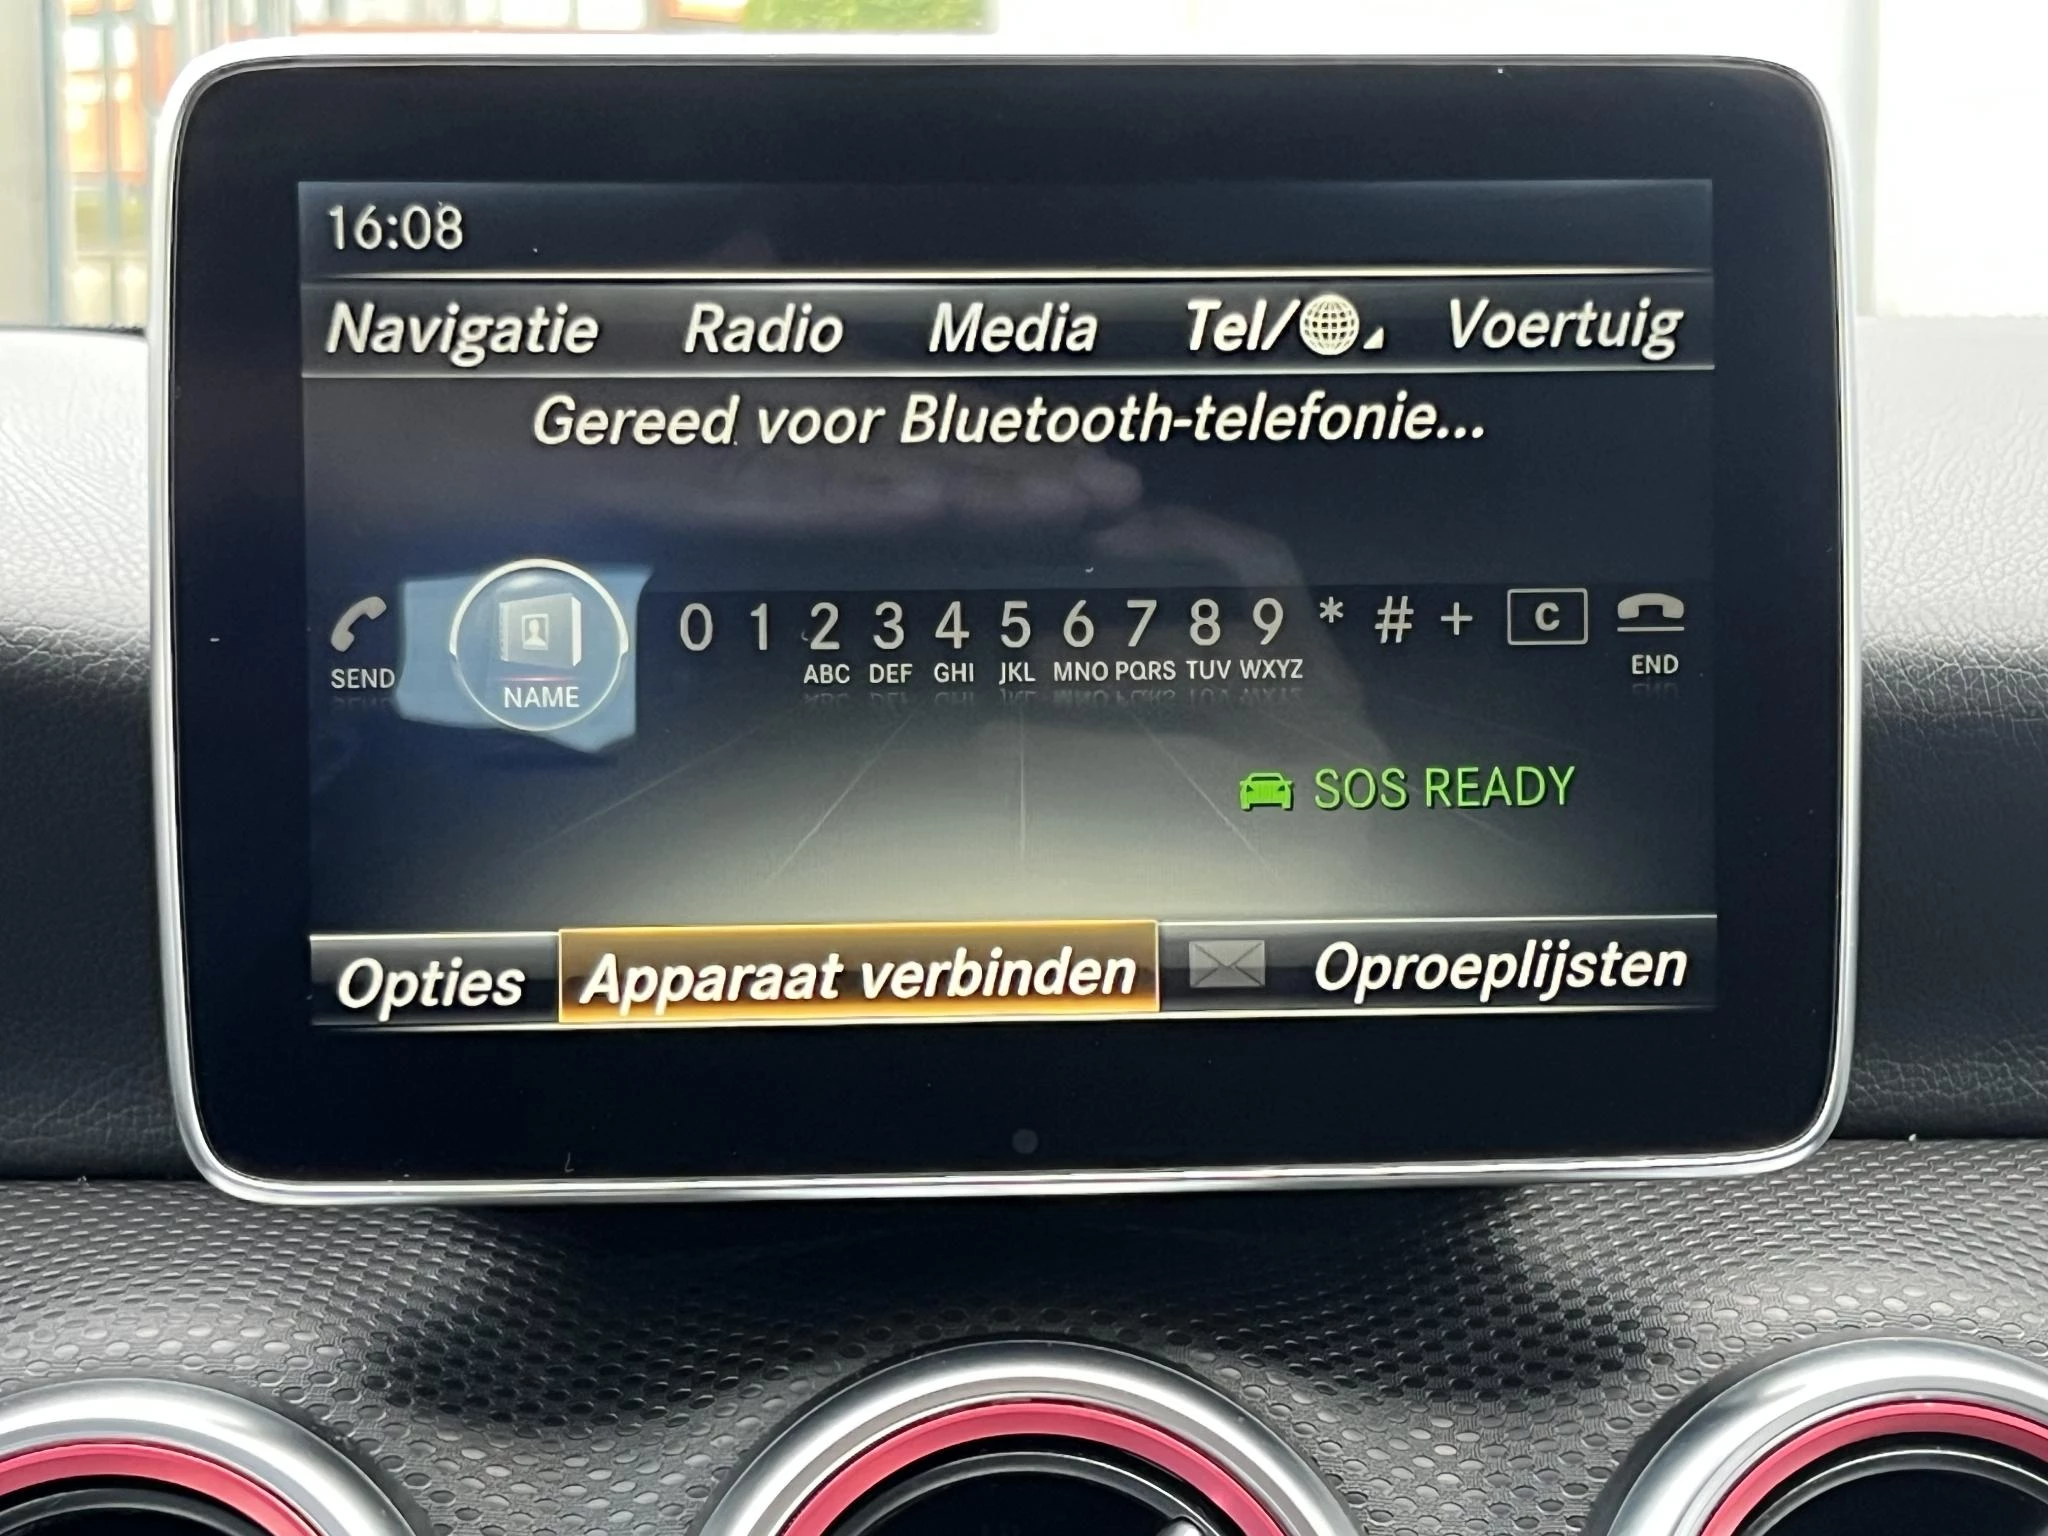 16:08
Navigatie Radio Media Tel/ Voertuig
Gereed voor Bluetooth-telefonie...
0 1 2 3 4 5 6 7 8 9 * # + C
SEND NAME ABC DEF GHI JKL MNO PQRS TUV WXYZ END
SOS READY
Opties Apparaat verbinden Oproeplijsten